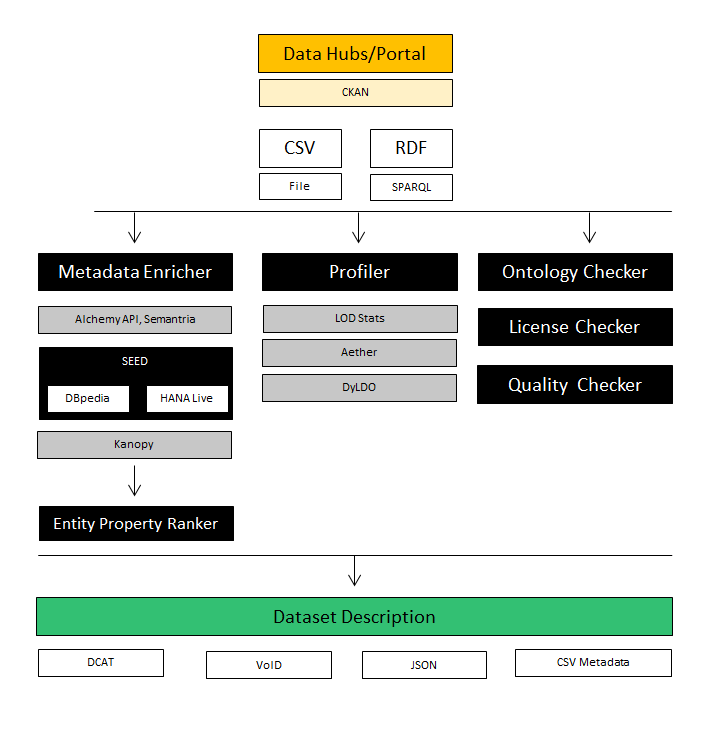 Data Hubs/Portal
CKAN
CSV
RDF
File
SPARQL
Metadata Enricher
Profiler
Ontology Checker
Alchemy API, Semantria
LOD Stats
License Checker
SEED
Aether
DBpedia
HANA Live
DyLDO
Quality Checker
Kanopy
Entity Property Ranker
Dataset Description
DCAT
VoID
JSON
CSV Metadata